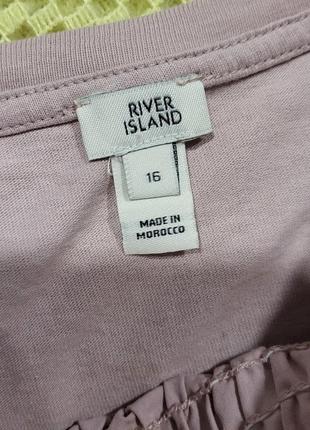 RIVER
ISLAND
16
MADE IN
MOROCCO